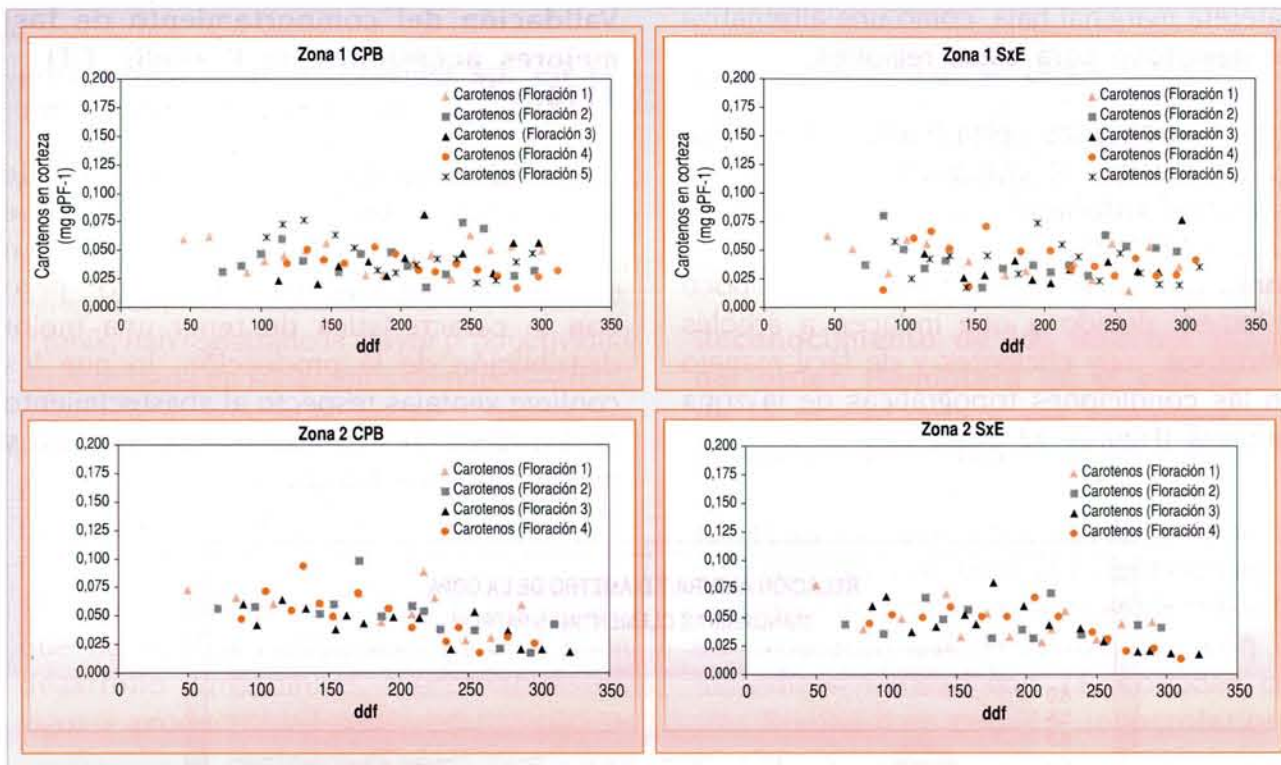 Zona 1 CPB
Carotenos en corteza
(mg gPF-1)
0,200
0,175
0,150
0,125
0,100
0,075
0,050
0,025
0,000
Carotenos (Floración 1)
Carotenos (Floración 2)
Carotenos (Floración 3)
Carotenos (Floración 4)
Carotenos (Floración 5)
0 50 100 150 200 250 300 350
ddf
Zona 1 SxE
Carotenos en corteza
(mg gPF-1)
0,200
0,175
0,150
0,125
0,100
0,075
0,050
0,025
0,000
Carotenos (Floración 1)
Carotenos (Floración 2)
Carotenos (Floración 3)
Carotenos (Floración 4)
Carotenos (Floración 5)
0 50 100 150 200 250 300 350
ddf
Zona 2 CPB
0,200
0,175
0,150
0,125
0,100
0,075
0,050
0,025
0,000
Carotenos (Floración 1)
Carotenos (Floración 2)
Carotenos (Floración 3)
Carotenos (Floración 4)
0 50 100 150 200 250 300 350
ddf
Zona 2 SxE
0,200
0,175
0,150
0,125
0,100
0,075
0,050
0,025
0,000
Carotenos (Floración 1)
Carotenos (Floración 2)
Carotenos (Floración 3)
Carotenos (Floración 4)
0 50 100 150 200 250 300 350
ddf